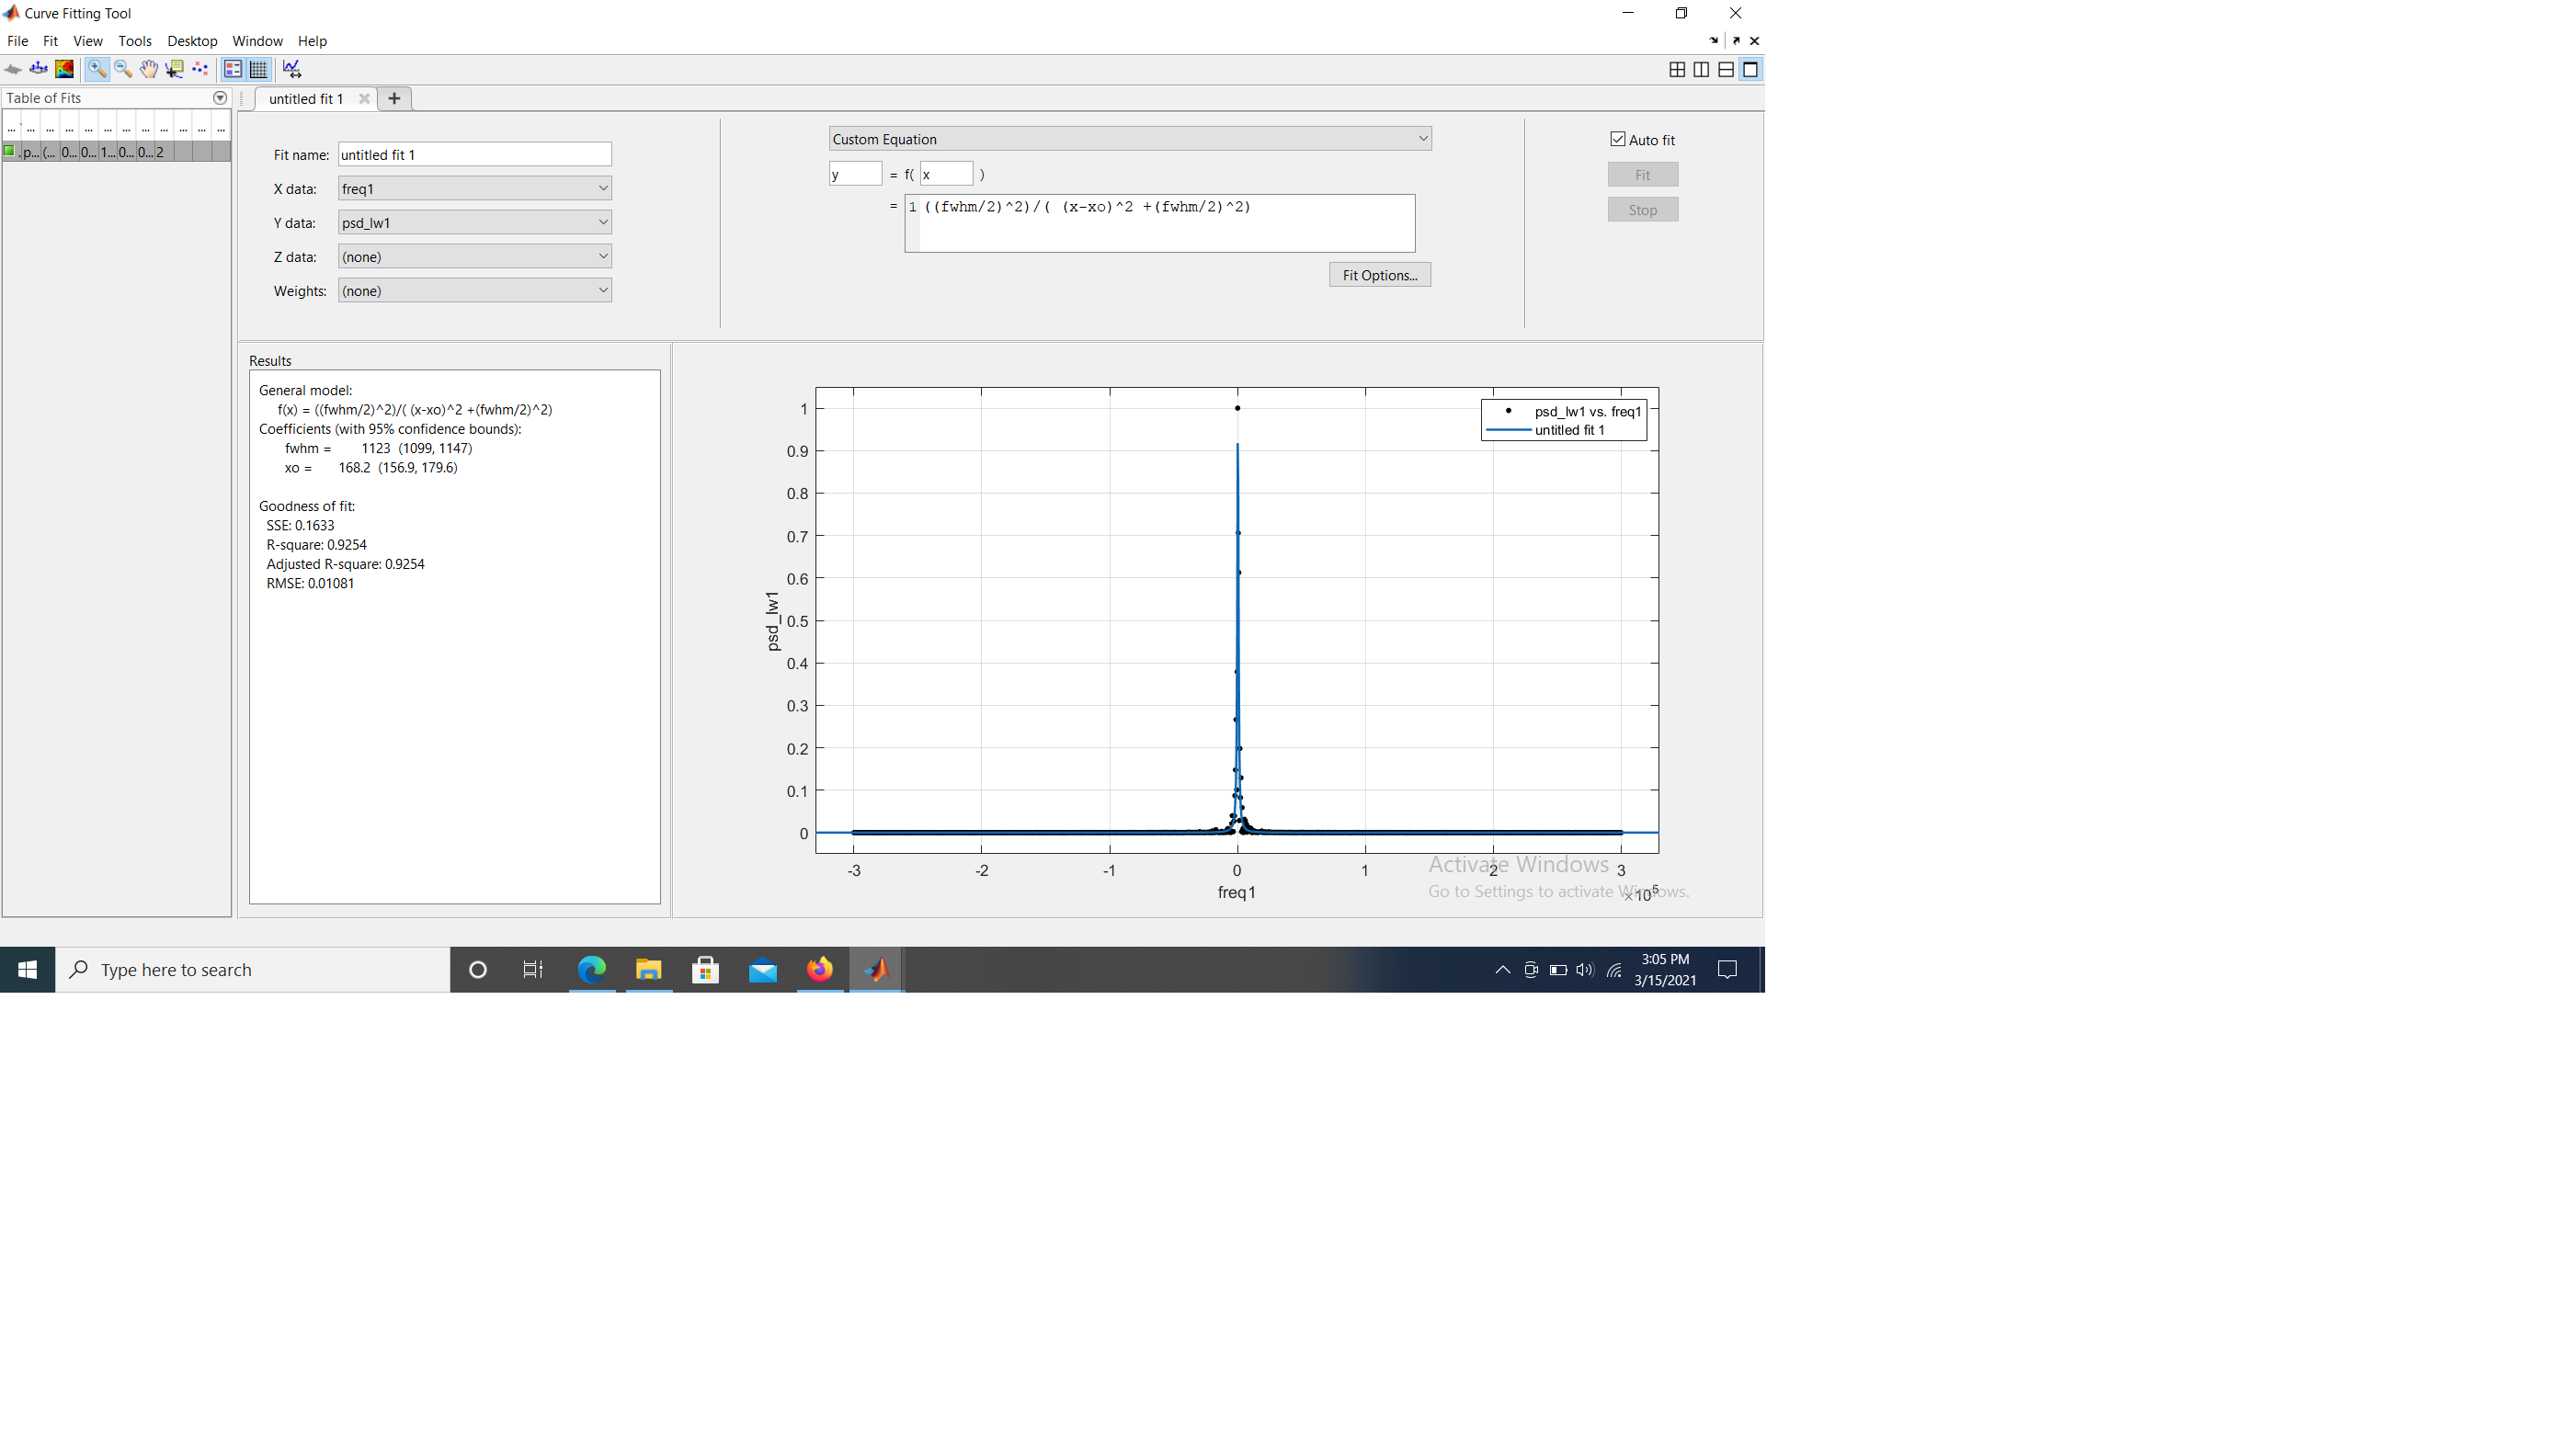 Curve Fitting Tool
File Fit View Tools Desktop Window Help
Table of Fits
untitled fit 1
... ... ... ... ... ... ... ... ... ... ... ...
. p... (... 0... 0... 1... 0... 0... 2
Fit name: untitled fit 1
X data: freq1
Y data: psd_lw1
Z data: (none)
Weights: (none)
Custom Equation
y = f( x )
= 1 ((fwhm/2)^2)/( (x-xo)^2 +(fwhm/2)^2)
Fit Options...
Auto fit
Fit
Stop
Results
General model:
f(x) = ((fwhm/2)^2)/( (x-xo)^2 +(fwhm/2)^2)
Coefficients (with 95% confidence bounds):
fwhm = 1123 (1099, 1147)
xo = 168.2 (156.9, 179.6)
Goodness of fit:
SSE: 0.1633
R-square: 0.9254
Adjusted R-square: 0.9254
RMSE: 0.01081
psd_lw1 vs. freq1
untitled fit 1
1
0.9
0.8
0.7
0.6
0.5
0.4
0.3
0.2
0.1
0
psd_lw1
-3 -2 -1 0 1 2 3
freq1
×10^5
Activate Windows
Go to Settings to activate Windows.
Type here to search
3:05 PM
3/15/2021